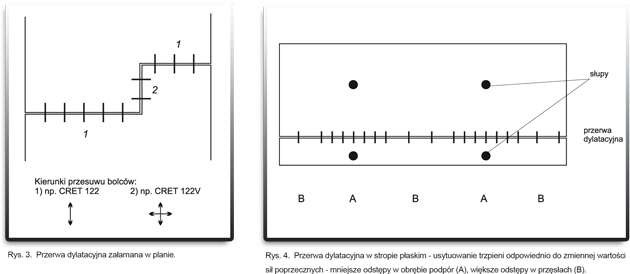 1
2
1
Kierunki przesuwu bolców:
1) np. CRET 122 2) np. CRET 122V
Rys. 3. Przerwa dylatacyjna załamana w planie.
słupy
przerwa
dylatacyjna
B A B A B
Rys. 4. Przerwa dylatacyjna w stropie płaskim - usytuowanie trzpieni odpowiednio do zmiennej wartości
sił poprzecznych - mniejsze odstępy w obrębie podpór (A), większe odstępy w przęsłach (B).